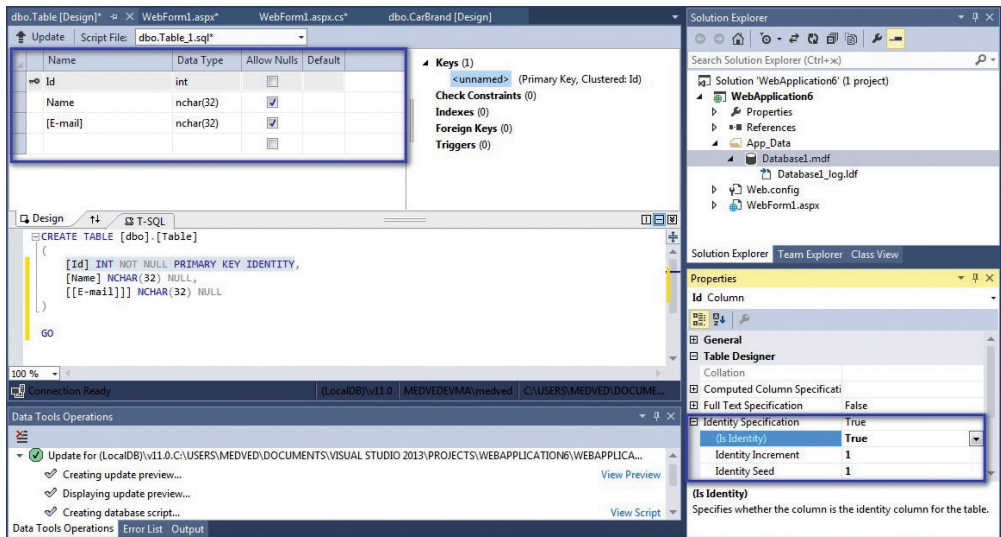 dbo.Table [Design]* WebForm1.aspx* WebForm1.aspx.cs* dbo.CarBrand [Design]
Update Script File: dbo.Table_1.sql*
Name Data Type Allow Nulls Default
Id int
Name nchar(32)
[E-mail] nchar(32)
Keys (1)
<unnamed> (Primary Key, Clustered: Id)
Check Constraints (0)
Indexes (0)
Foreign Keys (0)
Triggers (0)
Design T-SQL
CREATE TABLE [dbo].[Table]
(
[Id] INT NOT NULL PRIMARY KEY IDENTITY,
[Name] NCHAR(32) NULL,
[[E-mail]]] NCHAR(32) NULL
)
GO
100 %
Connection Ready (LocalDB)\v11.0 MEDVEDEVMA\medved C:\USERS\MEDVED\DOCUME...
Data Tools Operations
Update for (LocalDB)\v11.0.C:\USERS\MEDVED\DOCUMENTS\VISUAL STUDIO 2013\PROJECTS\WEBAPPLICATION6\WEBAPPLICA...
Creating update preview... View Preview
Displaying update preview...
Creating database script... View Script
Data Tools Operations Error List Output
Solution Explorer
Search Solution Explorer (Ctrl+ж)
Solution 'WebApplication6' (1 project)
WebApplication6
Properties
References
App_Data
Database1.mdf
Database1_log.ldf
Web.config
WebForm1.aspx
Solution Explorer Team Explorer Class View
Properties
Id Column
General
Table Designer
Collation
Computed Column Specificati
Full Text Specification False
Identity Specification True
(Is Identity) True
Identity Increment 1
Identity Seed 1
(Is Identity)
Specifies whether the column is the identity column for the table.